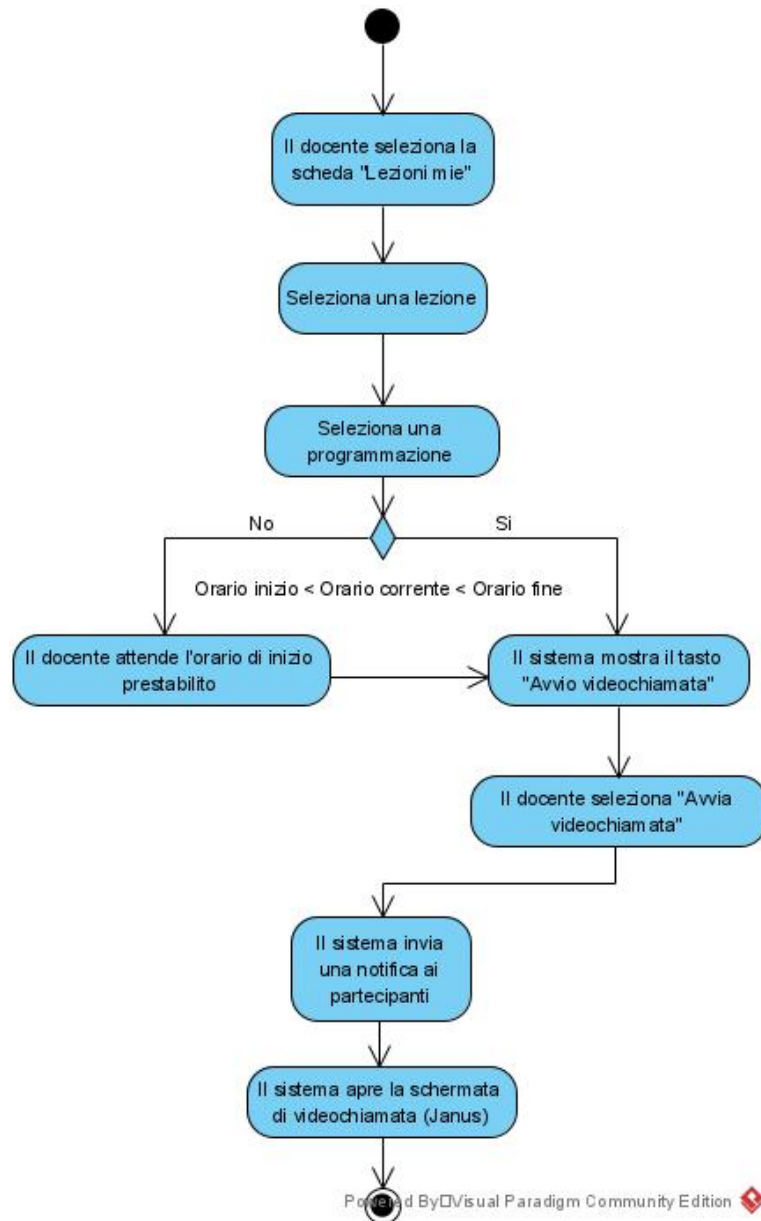 Il docente seleziona la
scheda "Lezioni mie"
Seleziona una lezione
Seleziona una
programmazione
No
Si
Orario inizio < Orario corrente < Orario fine
Il docente attende l'orario di inizio
prestabilito
Il sistema mostra il tasto
"Avvio videochiamata"
Il docente seleziona "Avvia
videochiamata"
Il sistema invia
una notifica ai
partecipanti
Il sistema apre la schermata
di videochiamata (Janus)
Powered By Visual Paradigm Community Edition